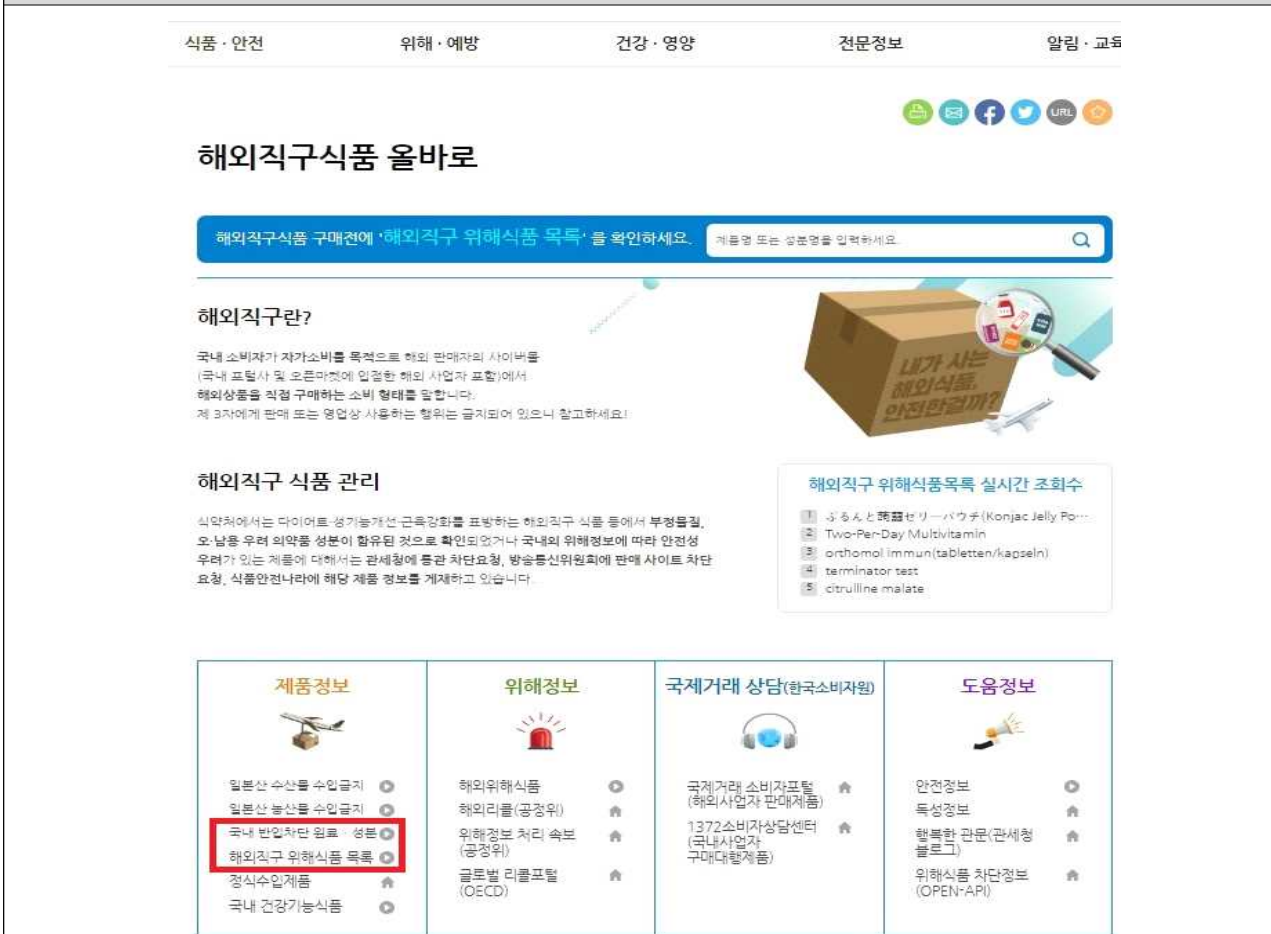 식품 · 안전
위해 · 예방
건강 · 영양
전문정보
알림 · 교육
URL
해외직구식품 올바로
해외직구식품 구매전에 '해외직구 위해식품 목록' 을 확인하세요.
제품명 또는 성분명을 입력하세요.
해외직구란?
국내 소비자가 자가소비를 목적으로 해외 판매자의 사이버몰
(국내 포털사 및 오픈마켓에 입점한 해외 사업자 포함)에서
해외상품을 직접 구매하는 소비 형태를 말합니다.
제 3자에게 판매 또는 영업상 사용하는 행위는 금지되어 있으니 참고하세요!
내가 사는
해외식품,
안전한걸까?
해외직구 식품 관리
식약처에서는 다이어트·성기능개선·근육강화를 표방하는 해외직구 식품 등에서 부정물질,
오·남용 우려 의약품 성분이 함유된 것으로 확인되었거나 국내외 위해정보에 따라 안전성
우려가 있는 제품에 대해서는 관세청에 통관 차단요청, 방송통신위원회에 판매 사이트 차단
요청, 식품안전나라에 해당 제품 정보를 게재하고 있습니다.
해외직구 위해식품목록 실시간 조회수
1 ぷるんと蒟蒻ゼリーパウチ(Konjac Jelly Po···
2 Two-Per-Day Multivitamin
3 orthomol immun(tabletten/kapseln)
4 terminator test
5 citrulline malate
제품정보
일본산 수산물 수입금지
일본산 농산물 수입금지
국내 반입차단 원료 · 성분
해외직구 위해식품 목록
정식수입제품
국내 건강기능식품
위해정보
해외위해식품
해외리콜(공정위)
위해정보 처리 속보
(공정위)
글로벌 리콜포털
(OECD)
국제거래 상담(한국소비자원)
국제거래 소비자포털
(해외사업자 판매제품)
1372소비자상담센터
(국내사업자
구매대행제품)
도움정보
안전정보
독성정보
행복한 관문(관세청
블로그)
위해식품 차단정보
(OPEN-API)